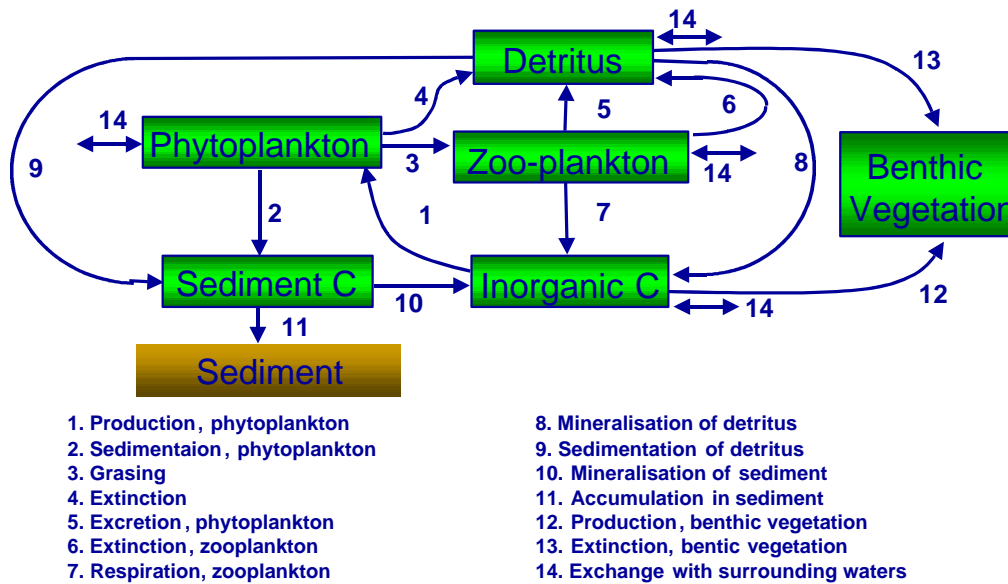 14
Detritus
13
4
5
6
14
Phytoplankton
3
Zoo-plankton
14
9
8
Benthic
Vegetation
2
1
7
Sediment C
10
Inorganic C
14
12
11
Sediment
1. Production, phytoplankton
2. Sedimentaion, phytoplankton
3. Grasing
4. Extinction
5. Excretion, phytoplankton
6. Extinction, zooplankton
7. Respiration, zooplankton
8. Mineralisation of detritus
9. Sedimentation of detritus
10. Mineralisation of sediment
11. Accumulation in sediment
12. Production, benthic vegetation
13. Extinction, bentic vegetation
14. Exchange with surrounding waters